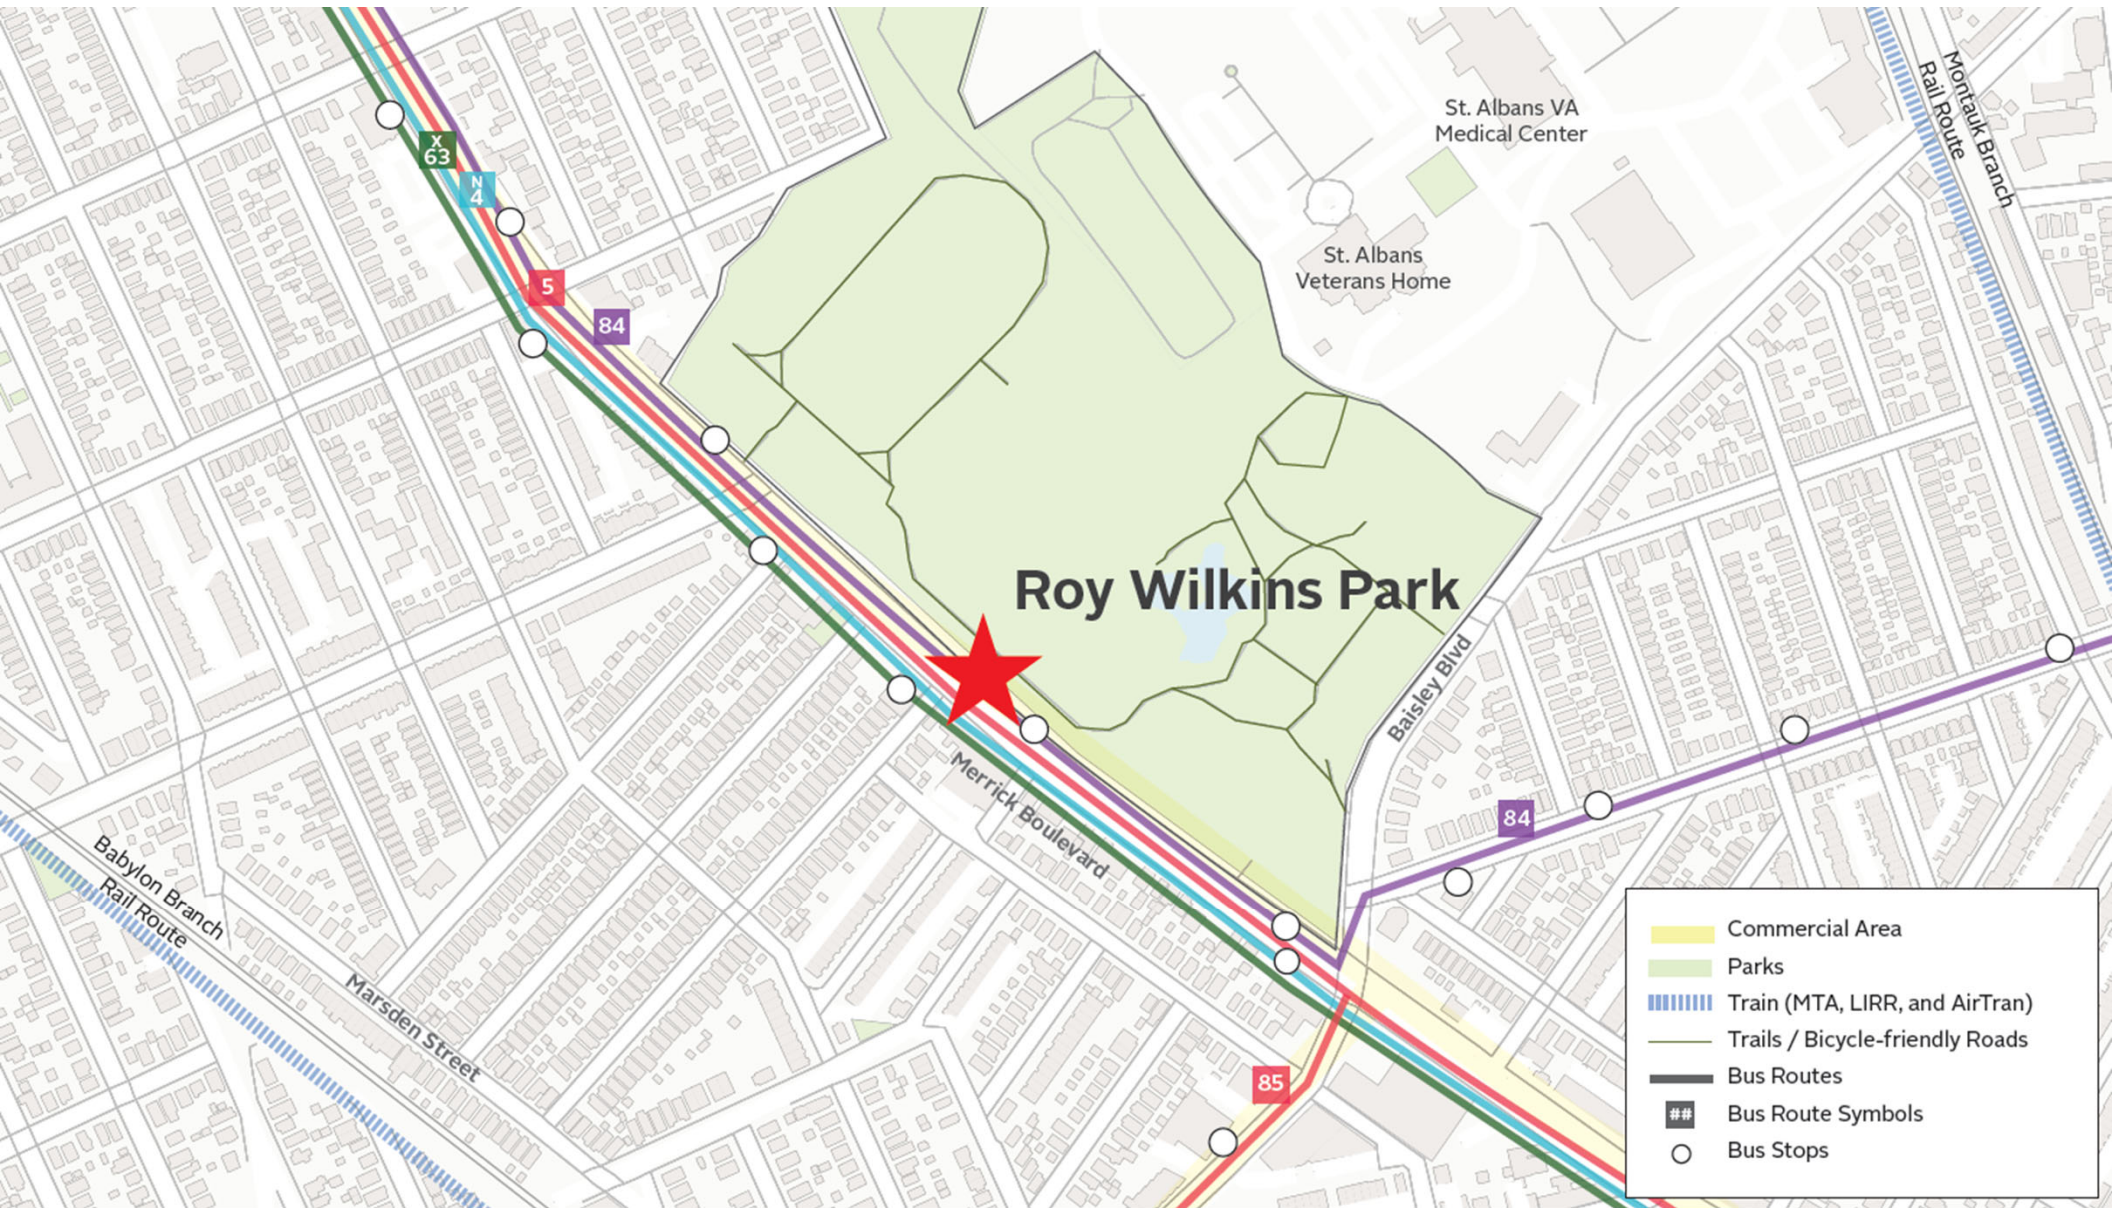 St. Albans VA
Medical Center
Montauk Branch
Rail Route
X
63
N
4
St. Albans
Veterans Home
5
84
Roy Wilkins Park
Baisley Blvd
Merrick Boulevard
84
Babylon Branch
Rail Route
Marsden Street
85
Commercial Area
Parks
Train (MTA, LIRR, and AirTran)
Trails / Bicycle-friendly Roads
Bus Routes
## Bus Route Symbols
Bus Stops